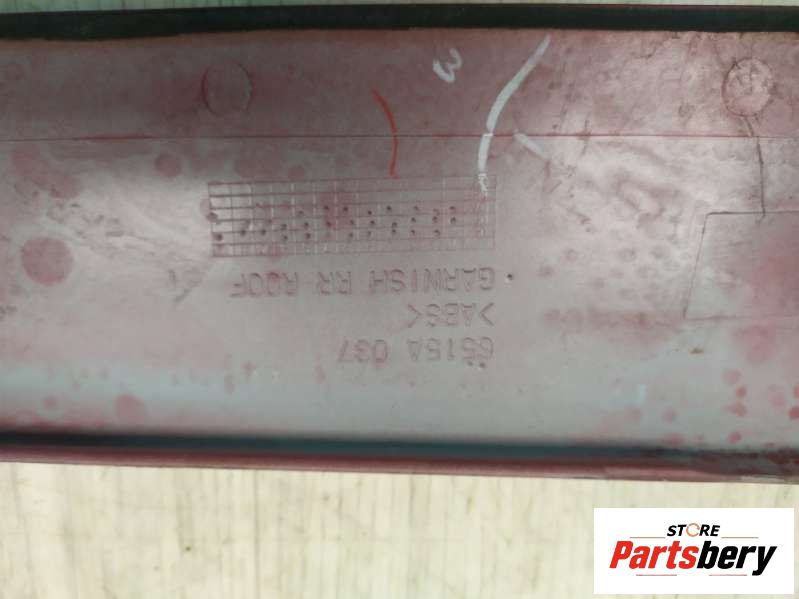 6515A 037
>ABS<
GARNISH RR ROOF
STORE
Partsbery